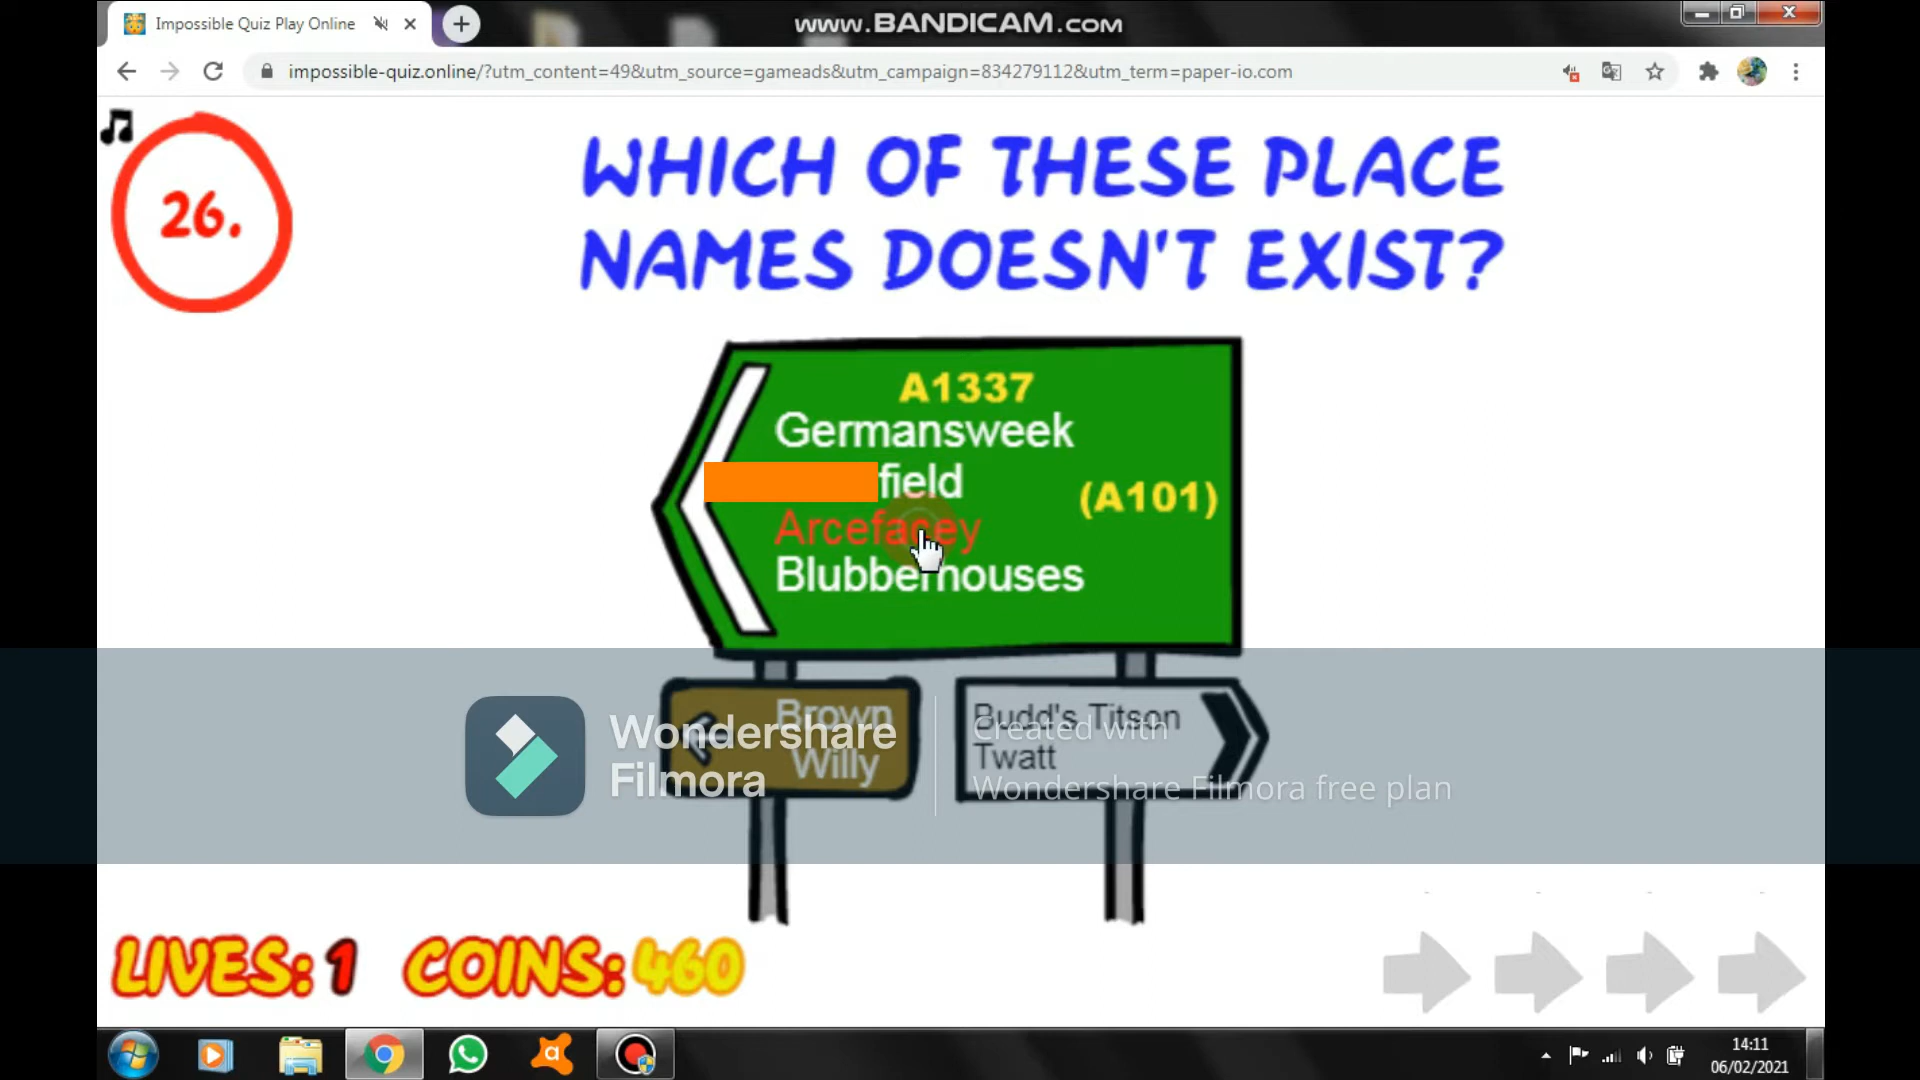 Impossible Quiz Play Online
www.BANDICAM.com
impossible-quiz.online/?utm_content=49&utm_source=gameads&utm_campaign=834279112&utm_term=paper-io.com
26.
WHICH OF THESE PLACE
NAMES DOESN'T EXIST?
A1337
Germansweek
field
(A101)
Arcefacey
Blubberhouses
Brown
Willy
Budd's Titson
Twatt
Wondershare
Filmora
Created with
Wondershare Filmora free plan
LIVES: 1 COINS: 460
14:11
06/02/2021